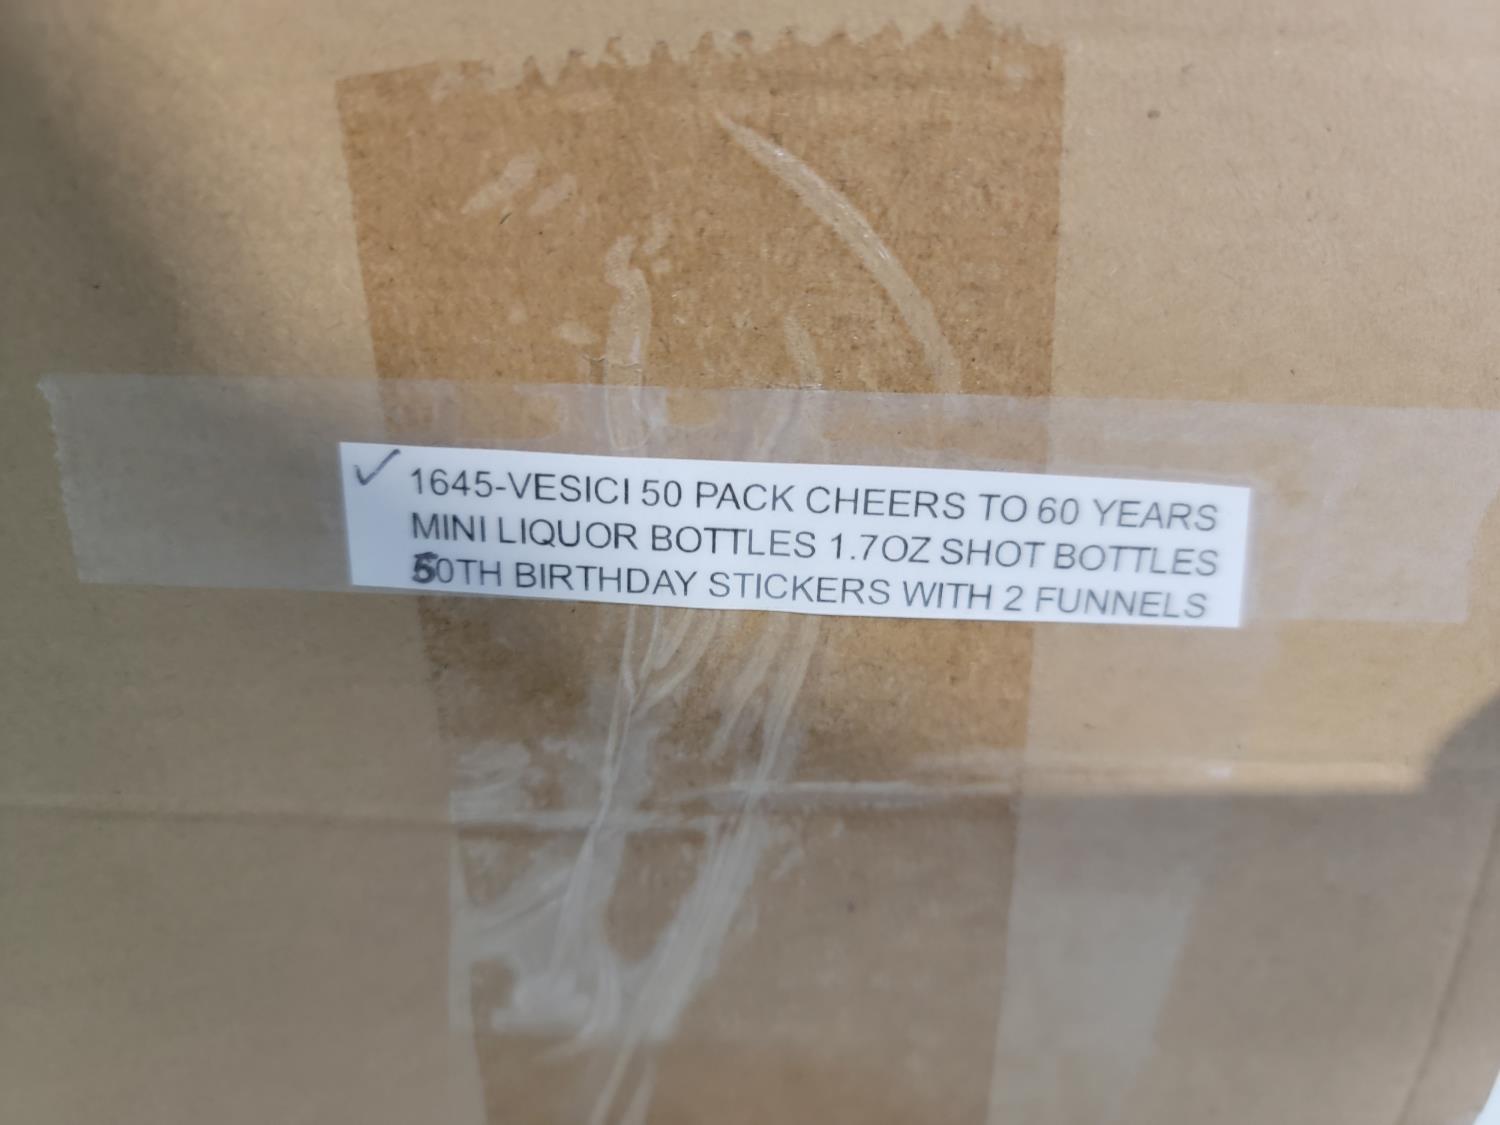 ✓ 1645-VESICI 50 PACK CHEERS TO 60 YEARS
MINI LIQUOR BOTTLES 1.7OZ SHOT BOTTLES
50TH BIRTHDAY STICKERS WITH 2 FUNNELS